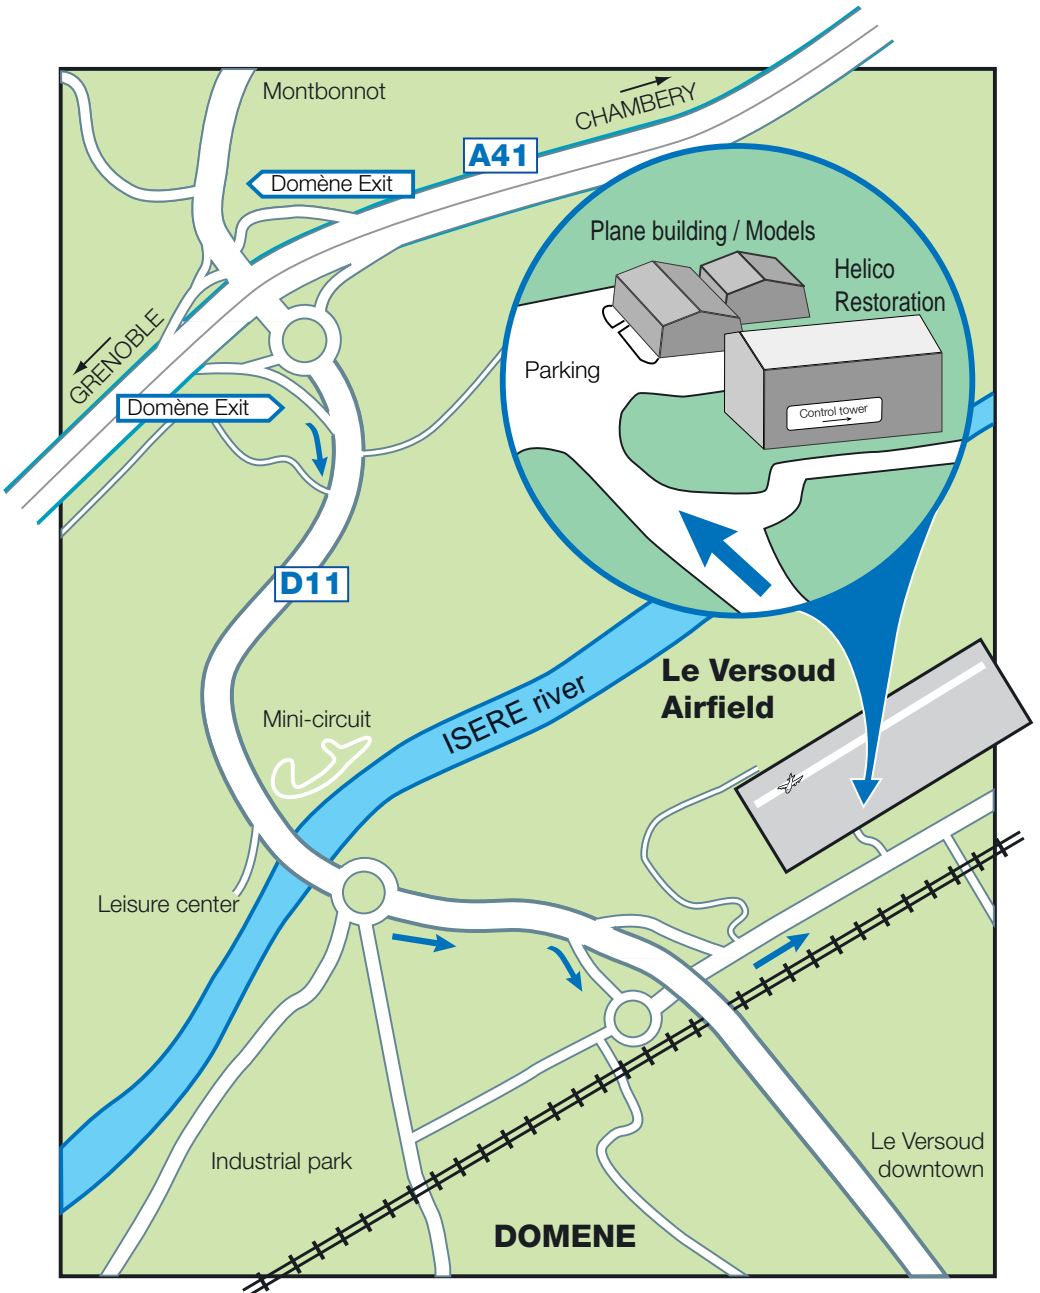 Montbonnot
CHAMBERY
A41
Domène Exit
Plane building / Models
Helico
Restoration
GRENOBLE
Parking
Control tower
Domène Exit
D11
Le Versoud
Airfield
ISERE river
Mini-circuit
Leisure center
Industrial park
Le Versoud
downtown
DOMENE